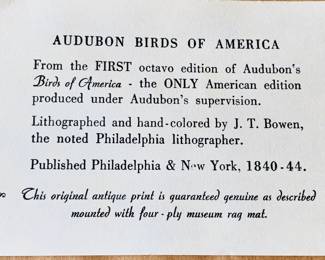 AUDUBON BIRDS OF AMERICA
From the FIRST octavo edition of Audubon's
Birds of America - the ONLY American edition
produced under Audubon's supervision.
Lithographed and hand-colored by J. T. Bowen,
the noted Philadelphia lithographer.
Published Philadelphia & New York, 1840-44.
This original antique print is guaranteed genuine as described
mounted with four-ply museum rag mat.